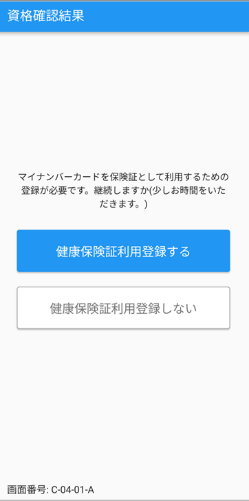 資格確認結果
マイナンバーカードを保険証として利用するための
登録が必要です。継続しますか(少しお時間をいた
だきます。)
健康保険証利用登録する
健康保険証利用登録しない
画面番号: C-04-01-A